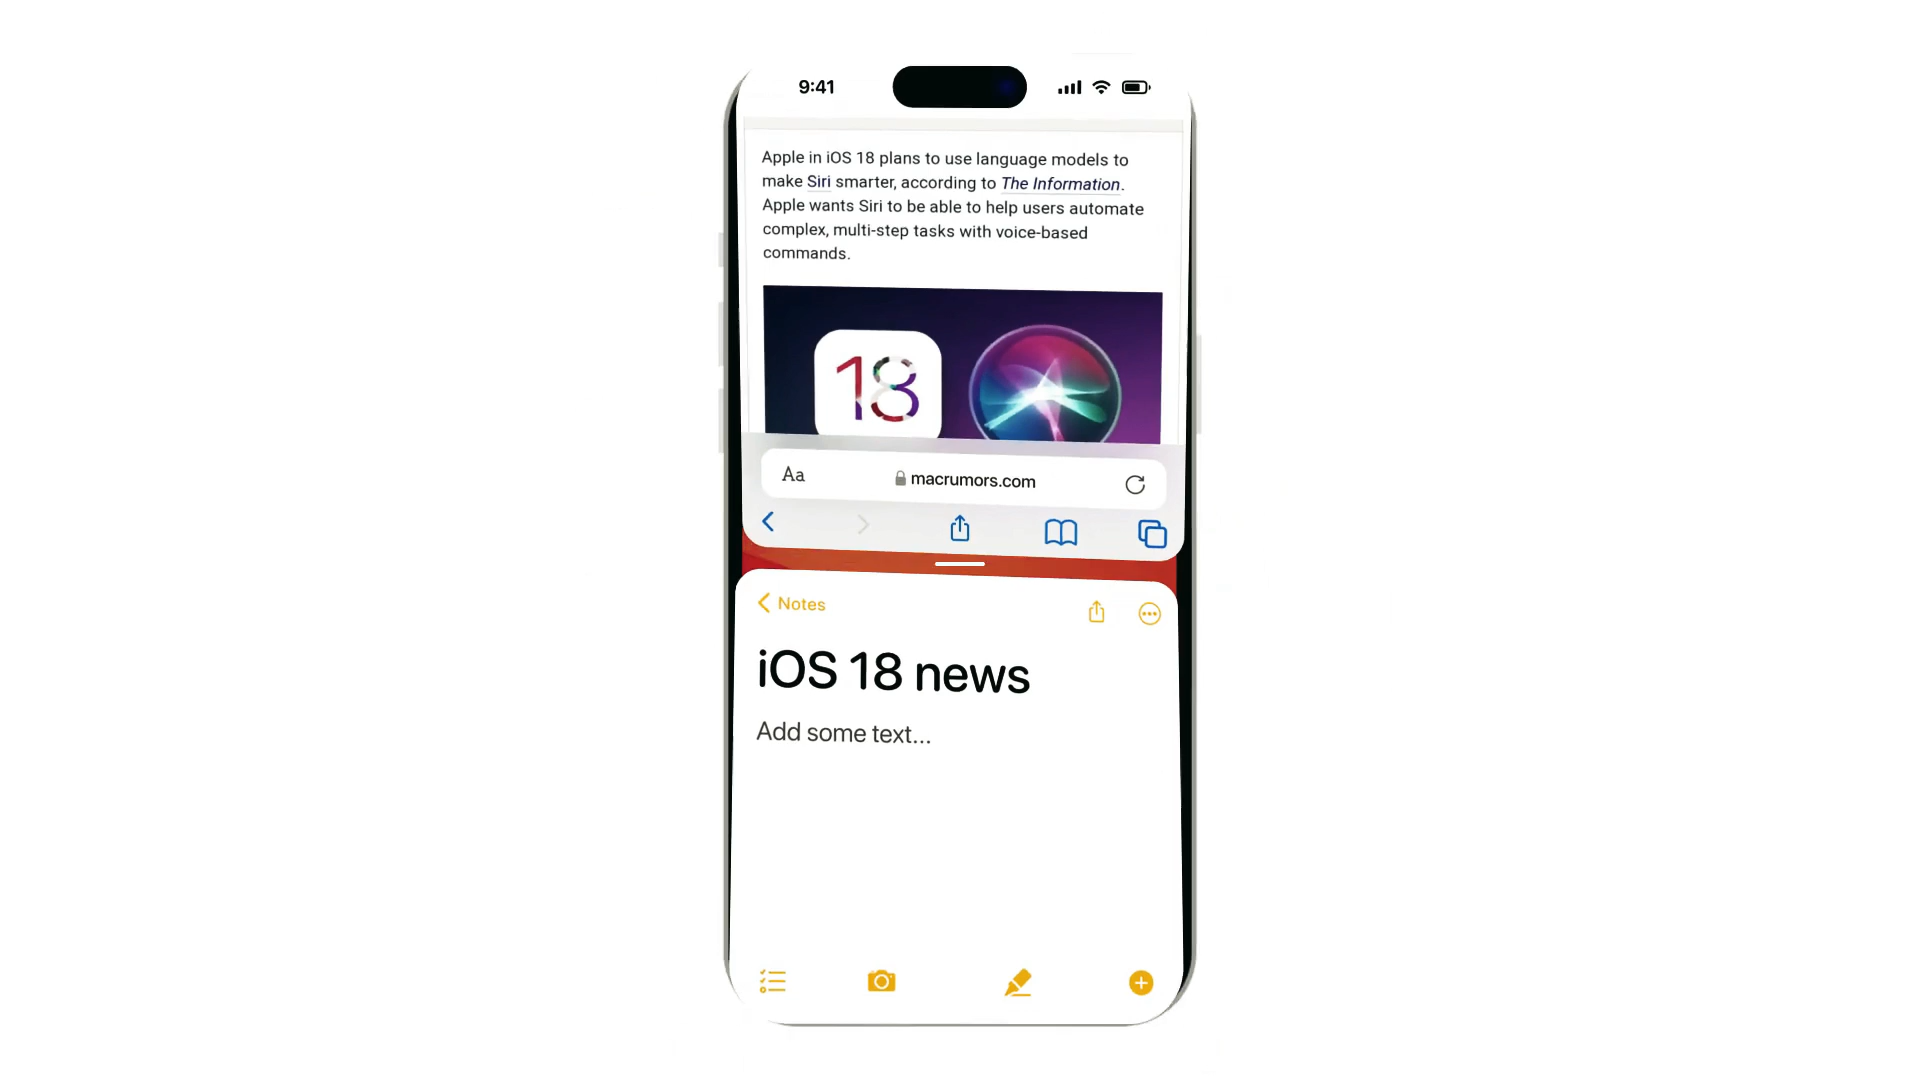 9:41
Apple in iOS 18 plans to use language models to
make Siri smarter, according to The Information.
Apple wants Siri to be able to help users automate
complex, multi-step tasks with voice-based
commands.
18
AA
macrumors.com
Notes
iOS 18 news
Add some text...